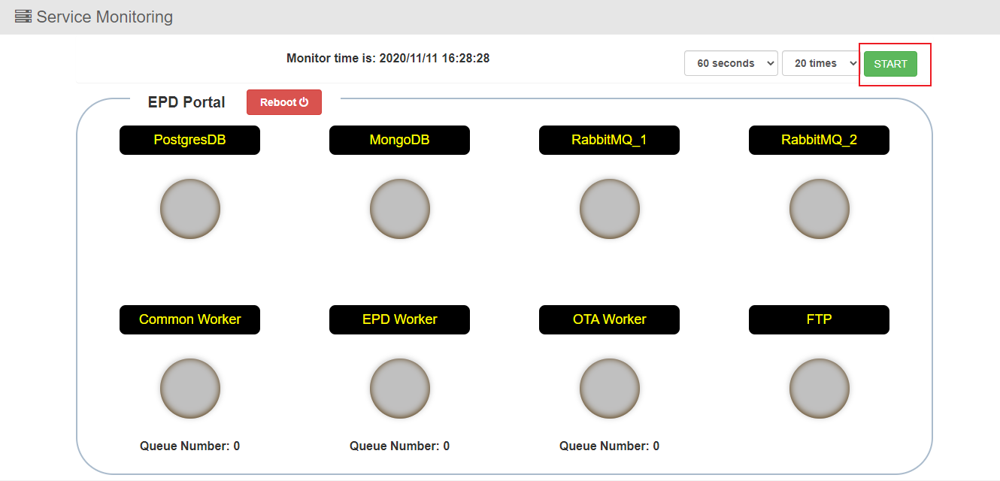 Service Monitoring
Monitor time is: 2020/11/11 16:28:28
60 seconds
20 times
START
EPD Portal
Reboot
PostgresDB
MongoDB
RabbitMQ_1
RabbitMQ_2
Common Worker
EPD Worker
OTA Worker
FTP
Queue Number: 0
Queue Number: 0
Queue Number: 0